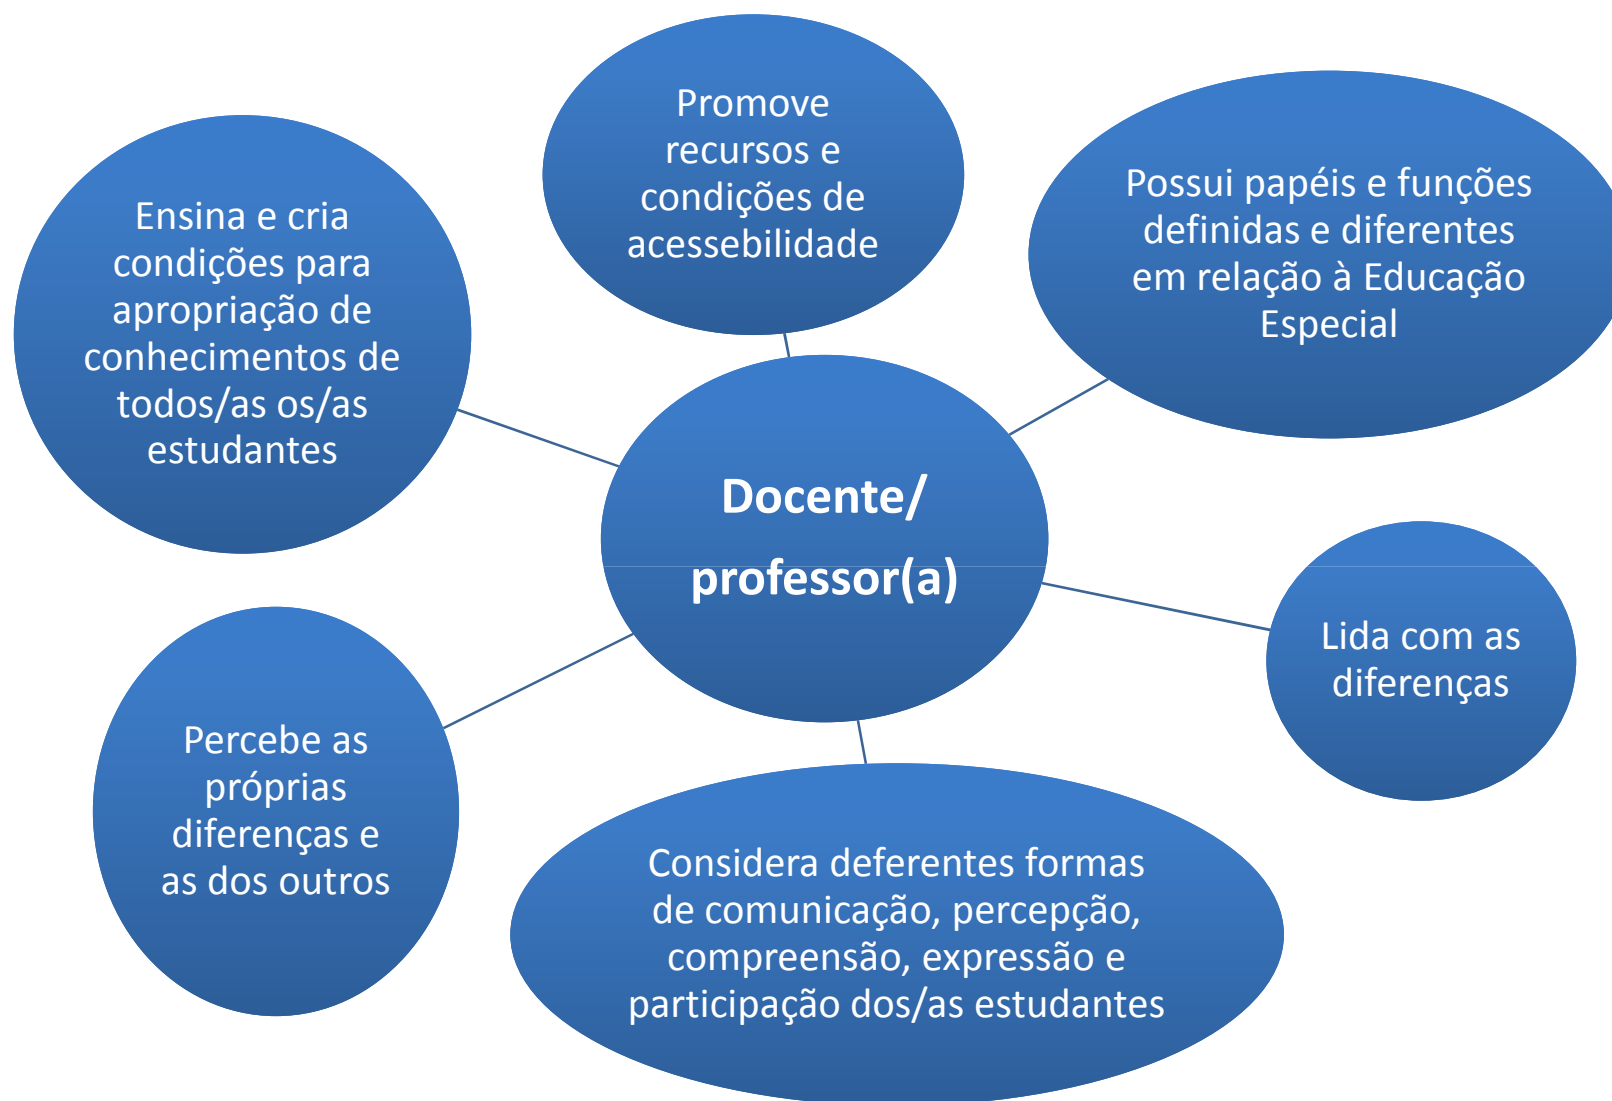 Promove
recursos e
condições de
acessebilidade
Possui papéis e funções
definidas e diferentes
em relação à Educação
Especial
Ensina e cria
condições para
apropriação de
conhecimentos de
todos/as os/as
estudantes
Docente/
professor(a)
Lida com as
diferenças
Percebe as
próprias
diferenças e
as dos outros
Considera deferentes formas
de comunicação, percepção,
compreensão, expressão e
participação dos/as estudantes